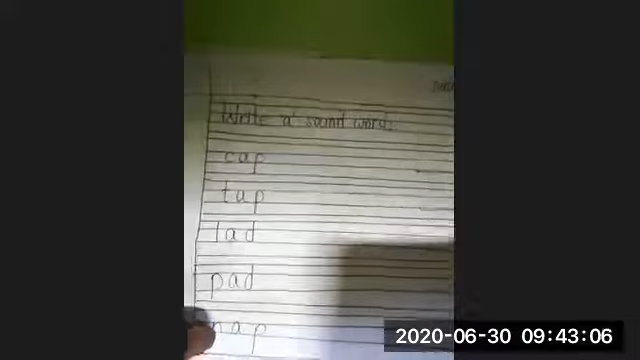 Write 'a' sound words
cap
tap
lad
pad
nap
2020-06-30 09:43:06